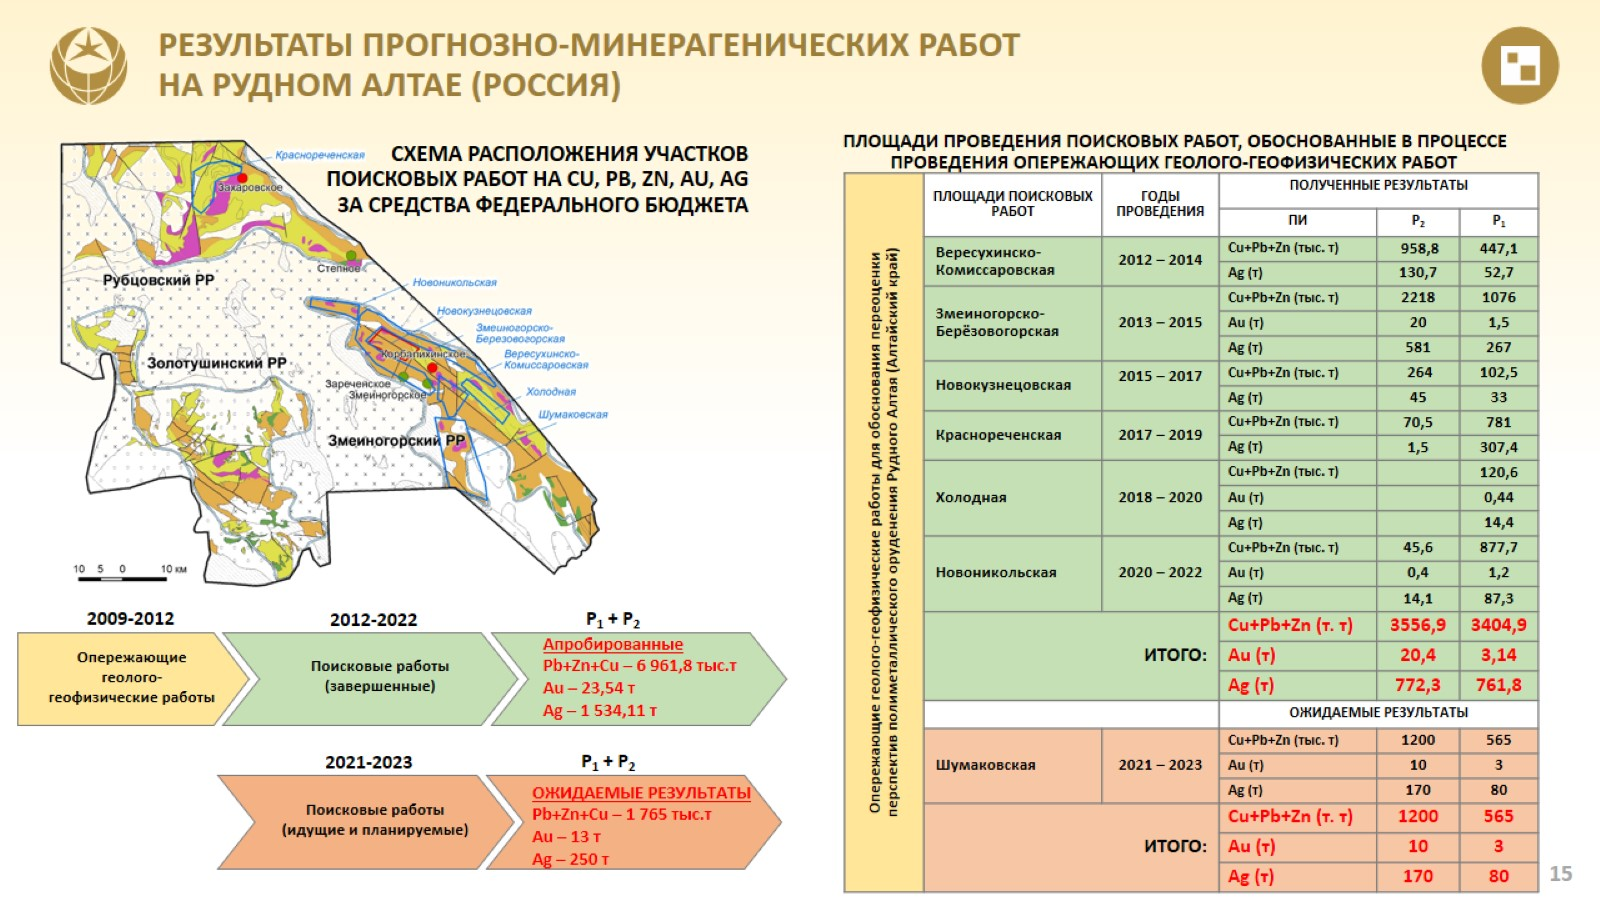 РЕЗУЛЬТАТЫ ПРОГНОЗНО-МИНЕРАГЕНИЧЕСКИХ РАБОТ
НА РУДНОМ АЛТАЕ (РОССИЯ)
СХЕМА РАСПОЛОЖЕНИЯ УЧАСТКОВ
ПОИСКОВЫХ РАБОТ НА CU, PB, ZN, AU, AG
ЗА СРЕДСТВА ФЕДЕРАЛЬНОГО БЮДЖЕТА
Краснореченская
Захаровское
Степное
Рубцовский РР
Новоникольская
Новокузнецовская
Змеиногорско-
Березовогорская
Корбалихинское
Вересухинско-
Комиссаровская
Золотушинский РР
Зареченское
Змеиногорское
Холодная
Шумаковская
Змеиногорский РР
10 5 0 10 км
2009-2012
Опережающие
геолого-
геофизические работы
2012-2022
Поисковые работы
(завершенные)
P1 + P2
Апробированные
Pb+Zn+Cu – 6 961,8 тыс.т
Au – 23,54 т
Ag – 1 534,11 т
2021-2023
Поисковые работы
(идущие и планируемые)
P1 + P2
ОЖИДАЕМЫЕ РЕЗУЛЬТАТЫ
Pb+Zn+Cu – 1 765 тыс.т
Au – 13 т
Ag – 250 т
ПЛОЩАДИ ПРОВЕДЕНИЯ ПОИСКОВЫХ РАБОТ, ОБОСНОВАННЫЕ В ПРОЦЕССЕ
ПРОВЕДЕНИЯ ОПЕРЕЖАЮЩИХ ГЕОЛОГО-ГЕОФИЗИЧЕСКИХ РАБОТ
Опережающие геолого-геофизические работы для обоснования переоценки
перспектив полиметаллического оруденения Рудного Алтая (Алтайский край)
ПЛОЩАДИ ПОИСКОВЫХ РАБОТ ГОДЫ ПРОВЕДЕНИЯ ПОЛУЧЕННЫЕ РЕЗУЛЬТАТЫ
ПИ P2 P1
Вересухинско-Комиссаровская 2012 – 2014 Cu+Pb+Zn (тыс. т) 958,8 447,1
Ag (т) 130,7 52,7
Змеиногорско-Берёзовогорская 2013 – 2015 Cu+Pb+Zn (тыс. т) 2218 1076
Au (т) 20 1,5
Ag (т) 581 267
Новокузнецовская 2015 – 2017 Cu+Pb+Zn (тыс. т) 264 102,5
Ag (т) 45 33
Краснореченская 2017 – 2019 Cu+Pb+Zn (тыс. т) 70,5 781
Ag (т) 1,5 307,4
Холодная 2018 – 2020 Cu+Pb+Zn (тыс. т) 120,6
Au (т) 0,44
Ag (т) 14,4
Новоникольская 2020 – 2022 Cu+Pb+Zn (тыс. т) 45,6 877,7
Au (т) 0,4 1,2
Ag (т) 14,1 87,3
ИТОГО: Cu+Pb+Zn (т. т) 3556,9 3404,9
Au (т) 20,4 3,14
Ag (т) 772,3 761,8
ОЖИДАЕМЫЕ РЕЗУЛЬТАТЫ
Шумаковская 2021 – 2023 Cu+Pb+Zn (тыс. т) 1200 565
Au (т) 10 3
Ag (т) 170 80
ИТОГО: Cu+Pb+Zn (т. т) 1200 565
Au (т) 10 3
Ag (т) 170 80
15